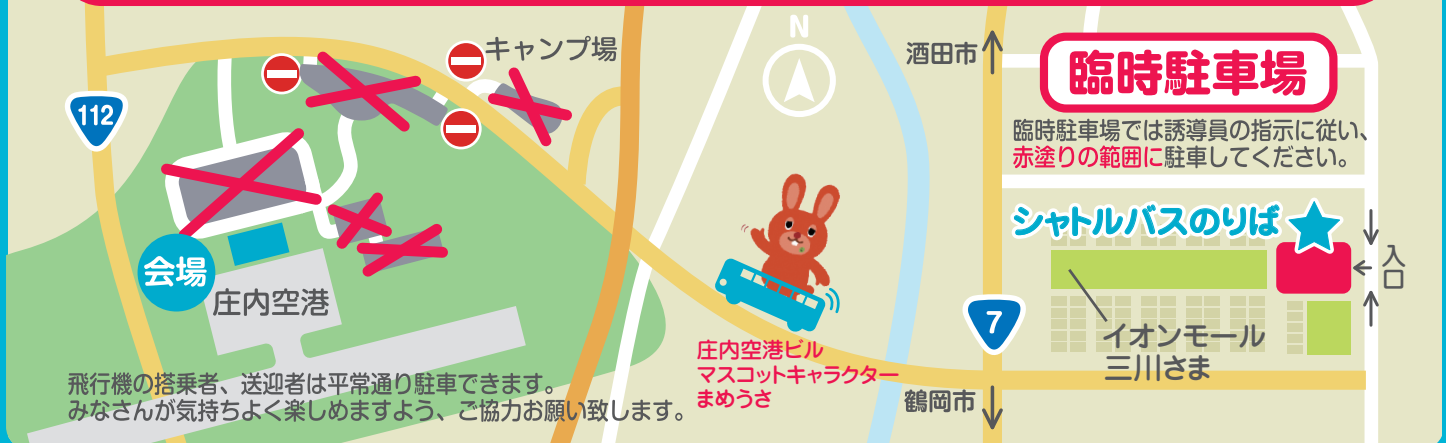 キャンプ場
112
会場
庄内空港
飛行機の搭乗者、送迎者は平常通り駐車できます。
みなさんが気持ちよく楽しめますよう、ご協力お願い致します。
N
庄内空港ビル
マスコットキャラクター
まめうさ
酒田市
臨時駐車場
臨時駐車場では誘導員の指示に従い、
赤塗りの範囲に駐車してください。
シャトルバスのりば
入口
7
イオンモール
三川さま
鶴岡市